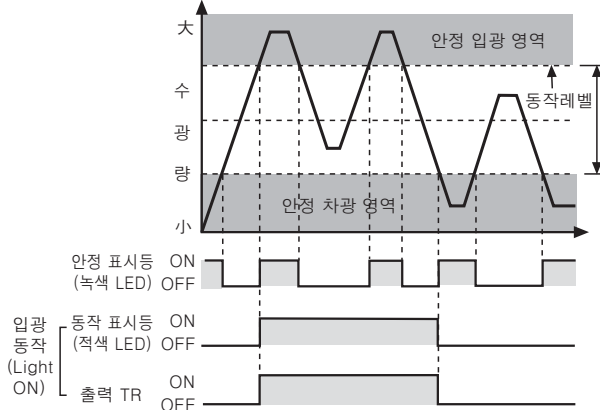 大
수
광
량
小
안정 입광 영역
동작레벨
안정 차광 영역
안정 표시등
(녹색 LED)
ON
OFF
입광
동작
(Light
ON)
동작 표시등
(적색 LED)
ON
OFF
출력 TR
ON
OFF